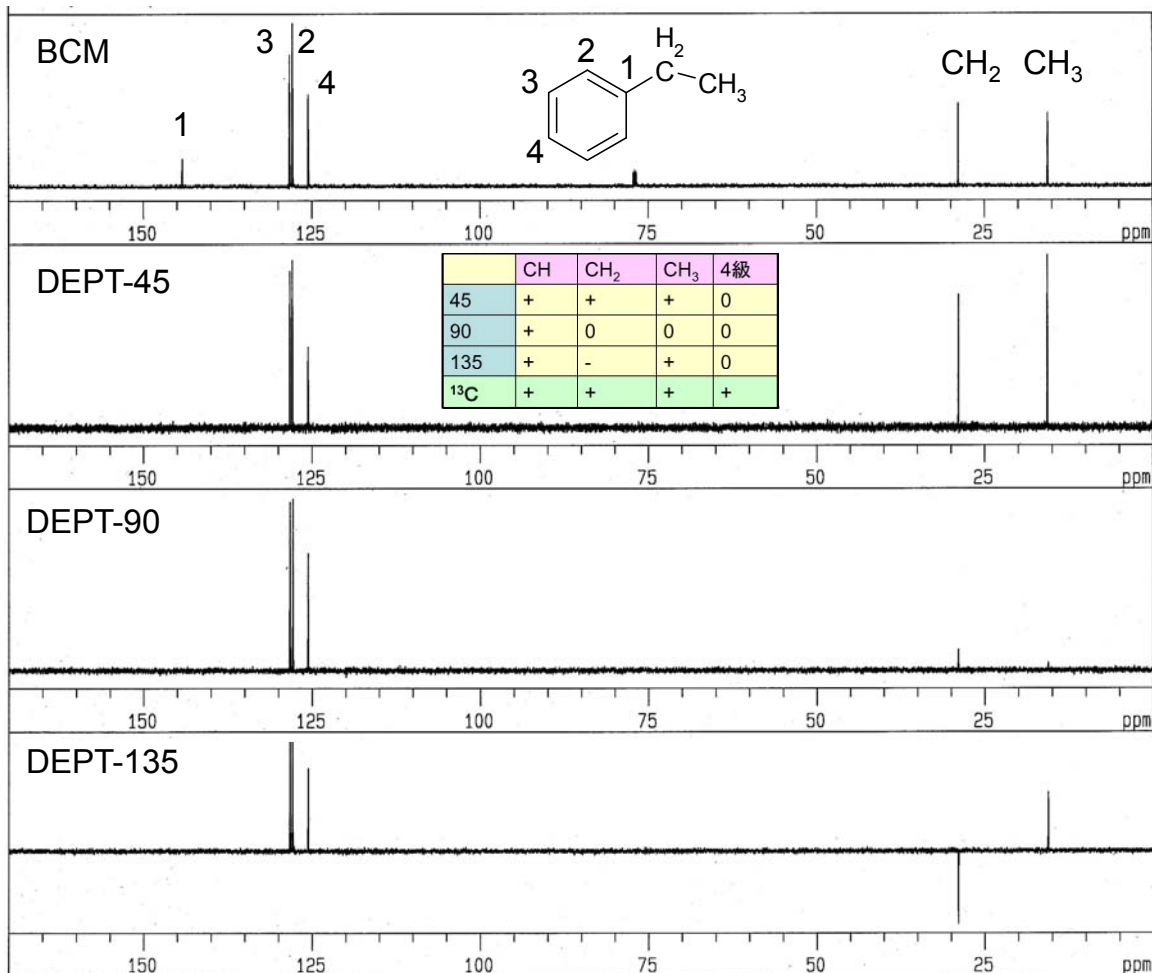 BCM
3 2
4
1
2
3
4
1
H2
C
CH3
CH2 CH3
150 125 100 75 50 25 ppm
DEPT-45
CH CH2 CH3 4級
45 + + + 0
90 + 0 0 0
135 + - + 0
13C + + + +
150 125 100 75 50 25 ppm
DEPT-90
150 125 100 75 50 25 ppm
DEPT-135
150 125 100 75 50 25 ppm